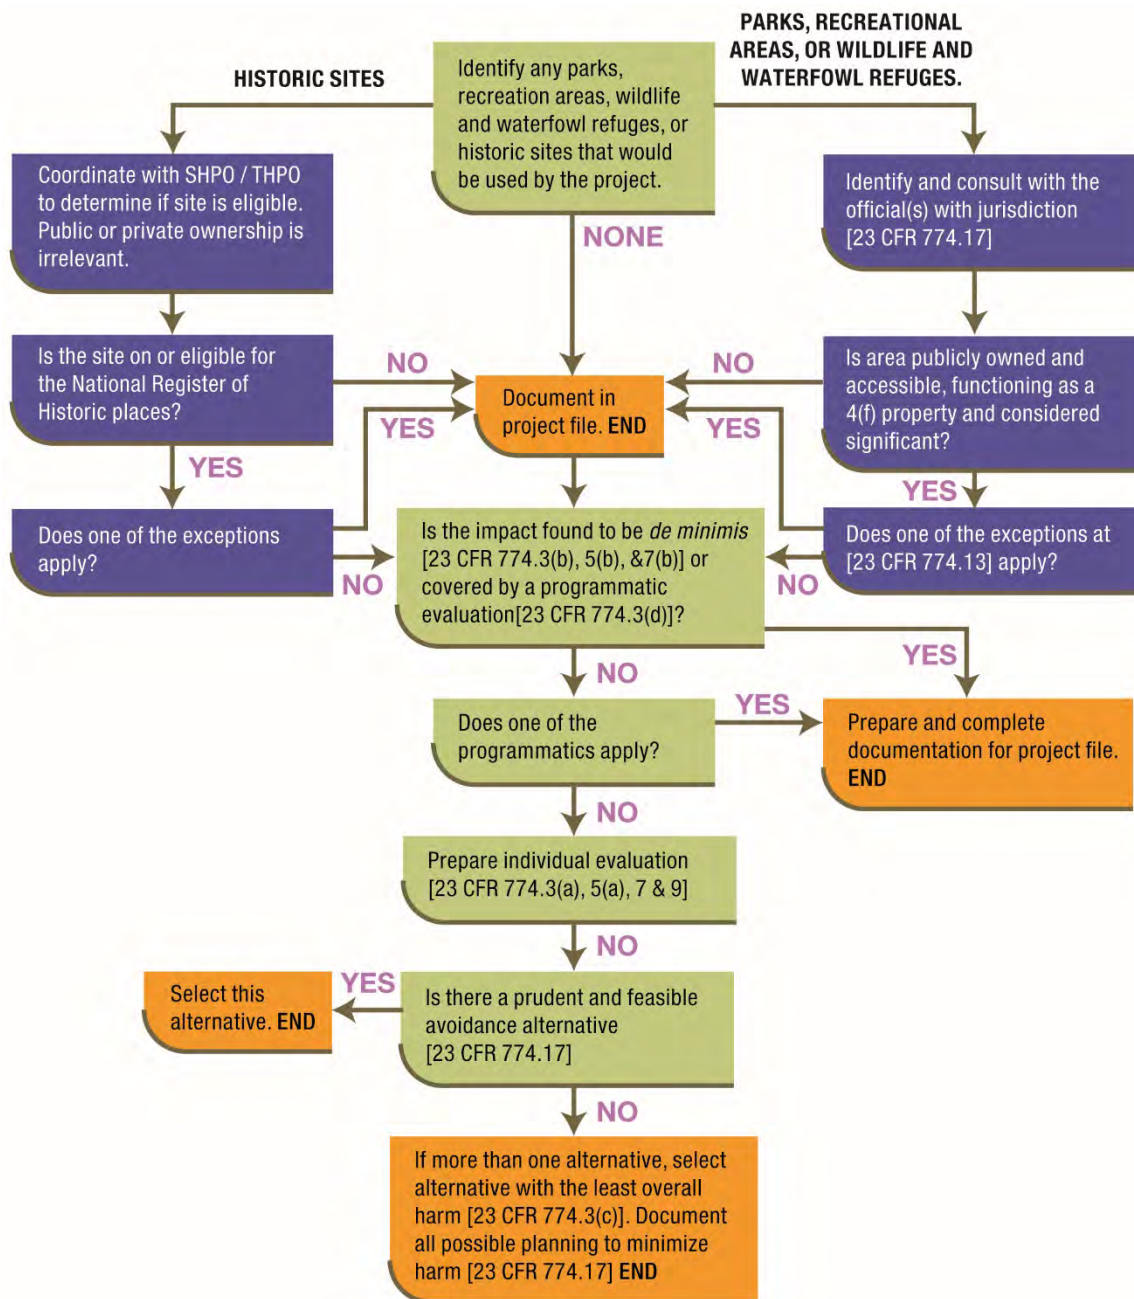 PARKS, RECREATIONAL
AREAS, OR WILDLIFE AND
WATERFOWL REFUGES.
HISTORIC SITES
Identify any parks,
recreation areas, wildlife
and waterfowl refuges, or
historic sites that would
be used by the project.
Coordinate with SHPO / THPO
to determine if site is eligible.
Public or private ownership is
irrelevant.
Identify and consult with the
official(s) with jurisdiction
[23 CFR 774.17]
NONE
Is the site on or eligible for
the National Register of
Historic places?
NO
YES
Document in
project file. END
NO
YES
Is area publicly owned and
accessible, functioning as a
4(f) property and considered
significant?
YES
YES
Does one of the exceptions
apply?
NO
Is the impact found to be de minimis
[23 CFR 774.3(b), 5(b), &7(b)] or
covered by a programmatic
evaluation[23 CFR 774.3(d)]?
NO
Does one of the exceptions at
[23 CFR 774.13] apply?
NO
YES
Does one of the
programmatics apply?
YES
Prepare and complete
documentation for project file.
END
NO
Prepare individual evaluation
[23 CFR 774.3(a), 5(a), 7 & 9]
NO
Select this
alternative. END
YES
Is there a prudent and feasible
avoidance alternative
[23 CFR 774.17]
NO
If more than one alternative, select
alternative with the least overall
harm [23 CFR 774.3(c)]. Document
all possible planning to minimize
harm [23 CFR 774.17] END